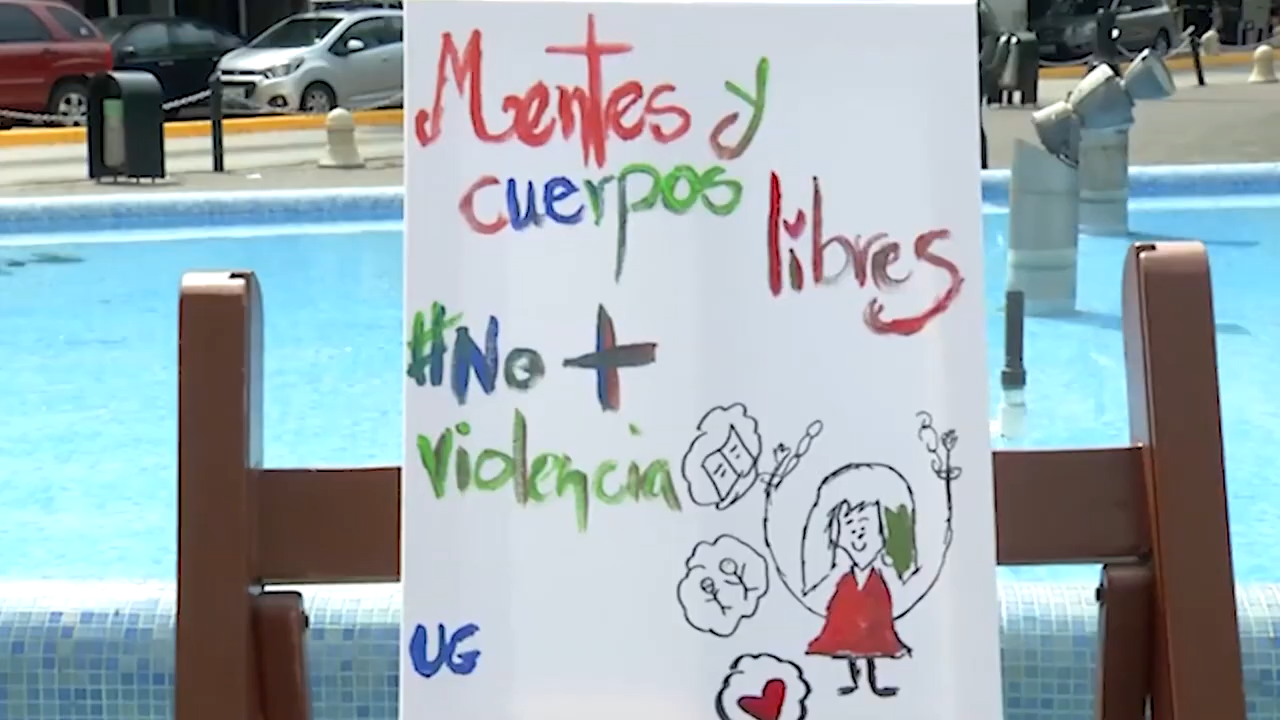 Mentes y
cuerpos
libres
#No +
violencia
UG